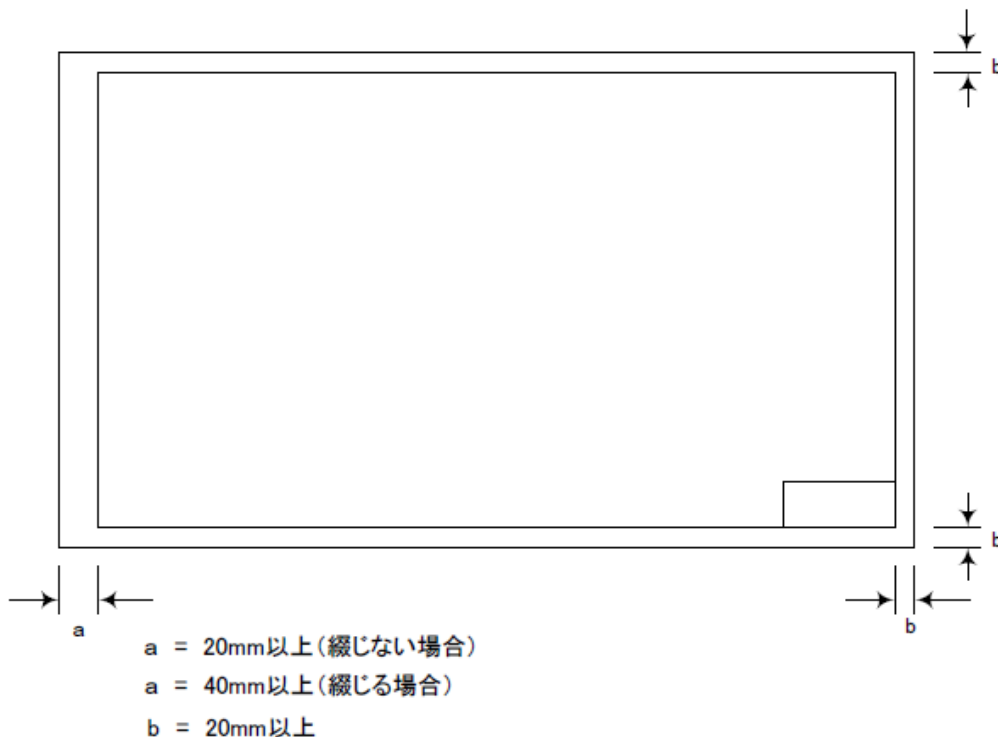 b
b
a
b
a = 20mm以上(綴じない場合)
a = 40mm以上(綴じる場合)
b = 20mm以上